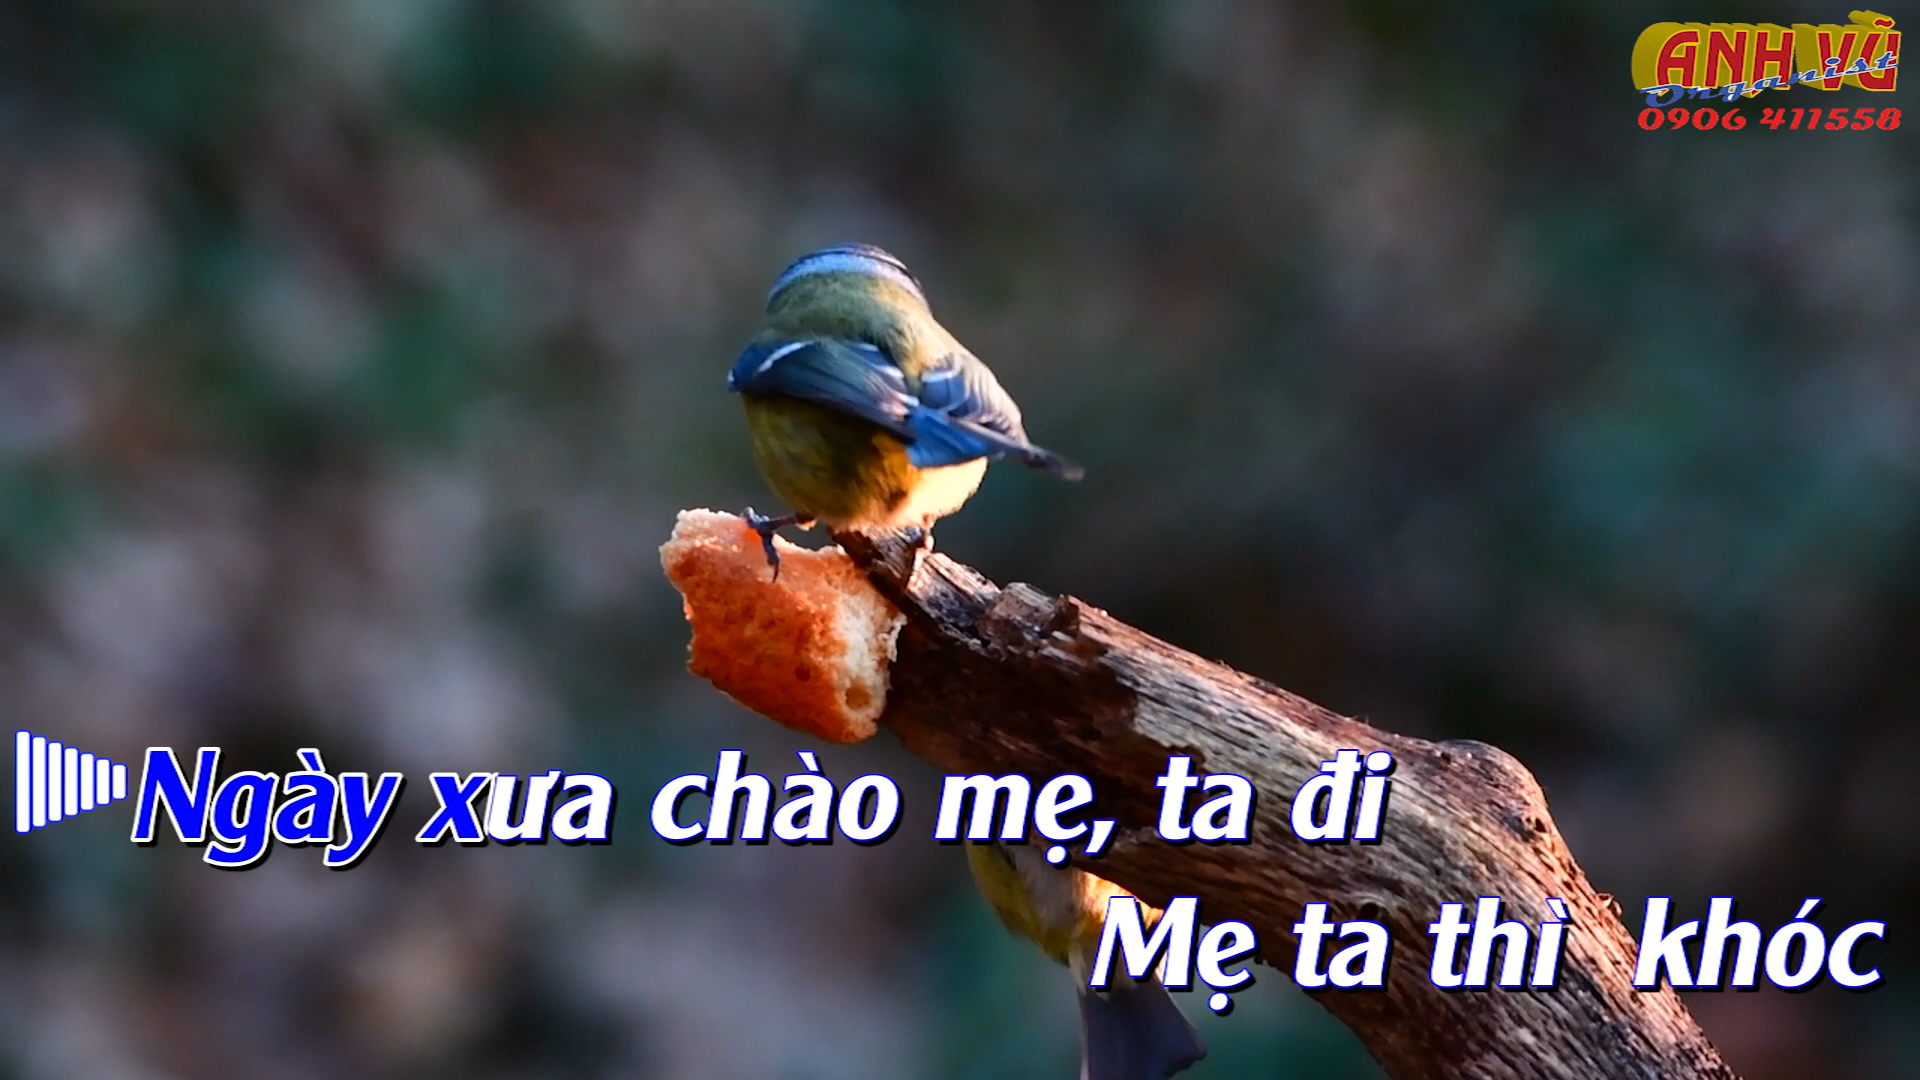 ANH VŨ
Organist
0906 411558
Ngày xưa chào mẹ, ta đi
Mẹ ta thì khóc